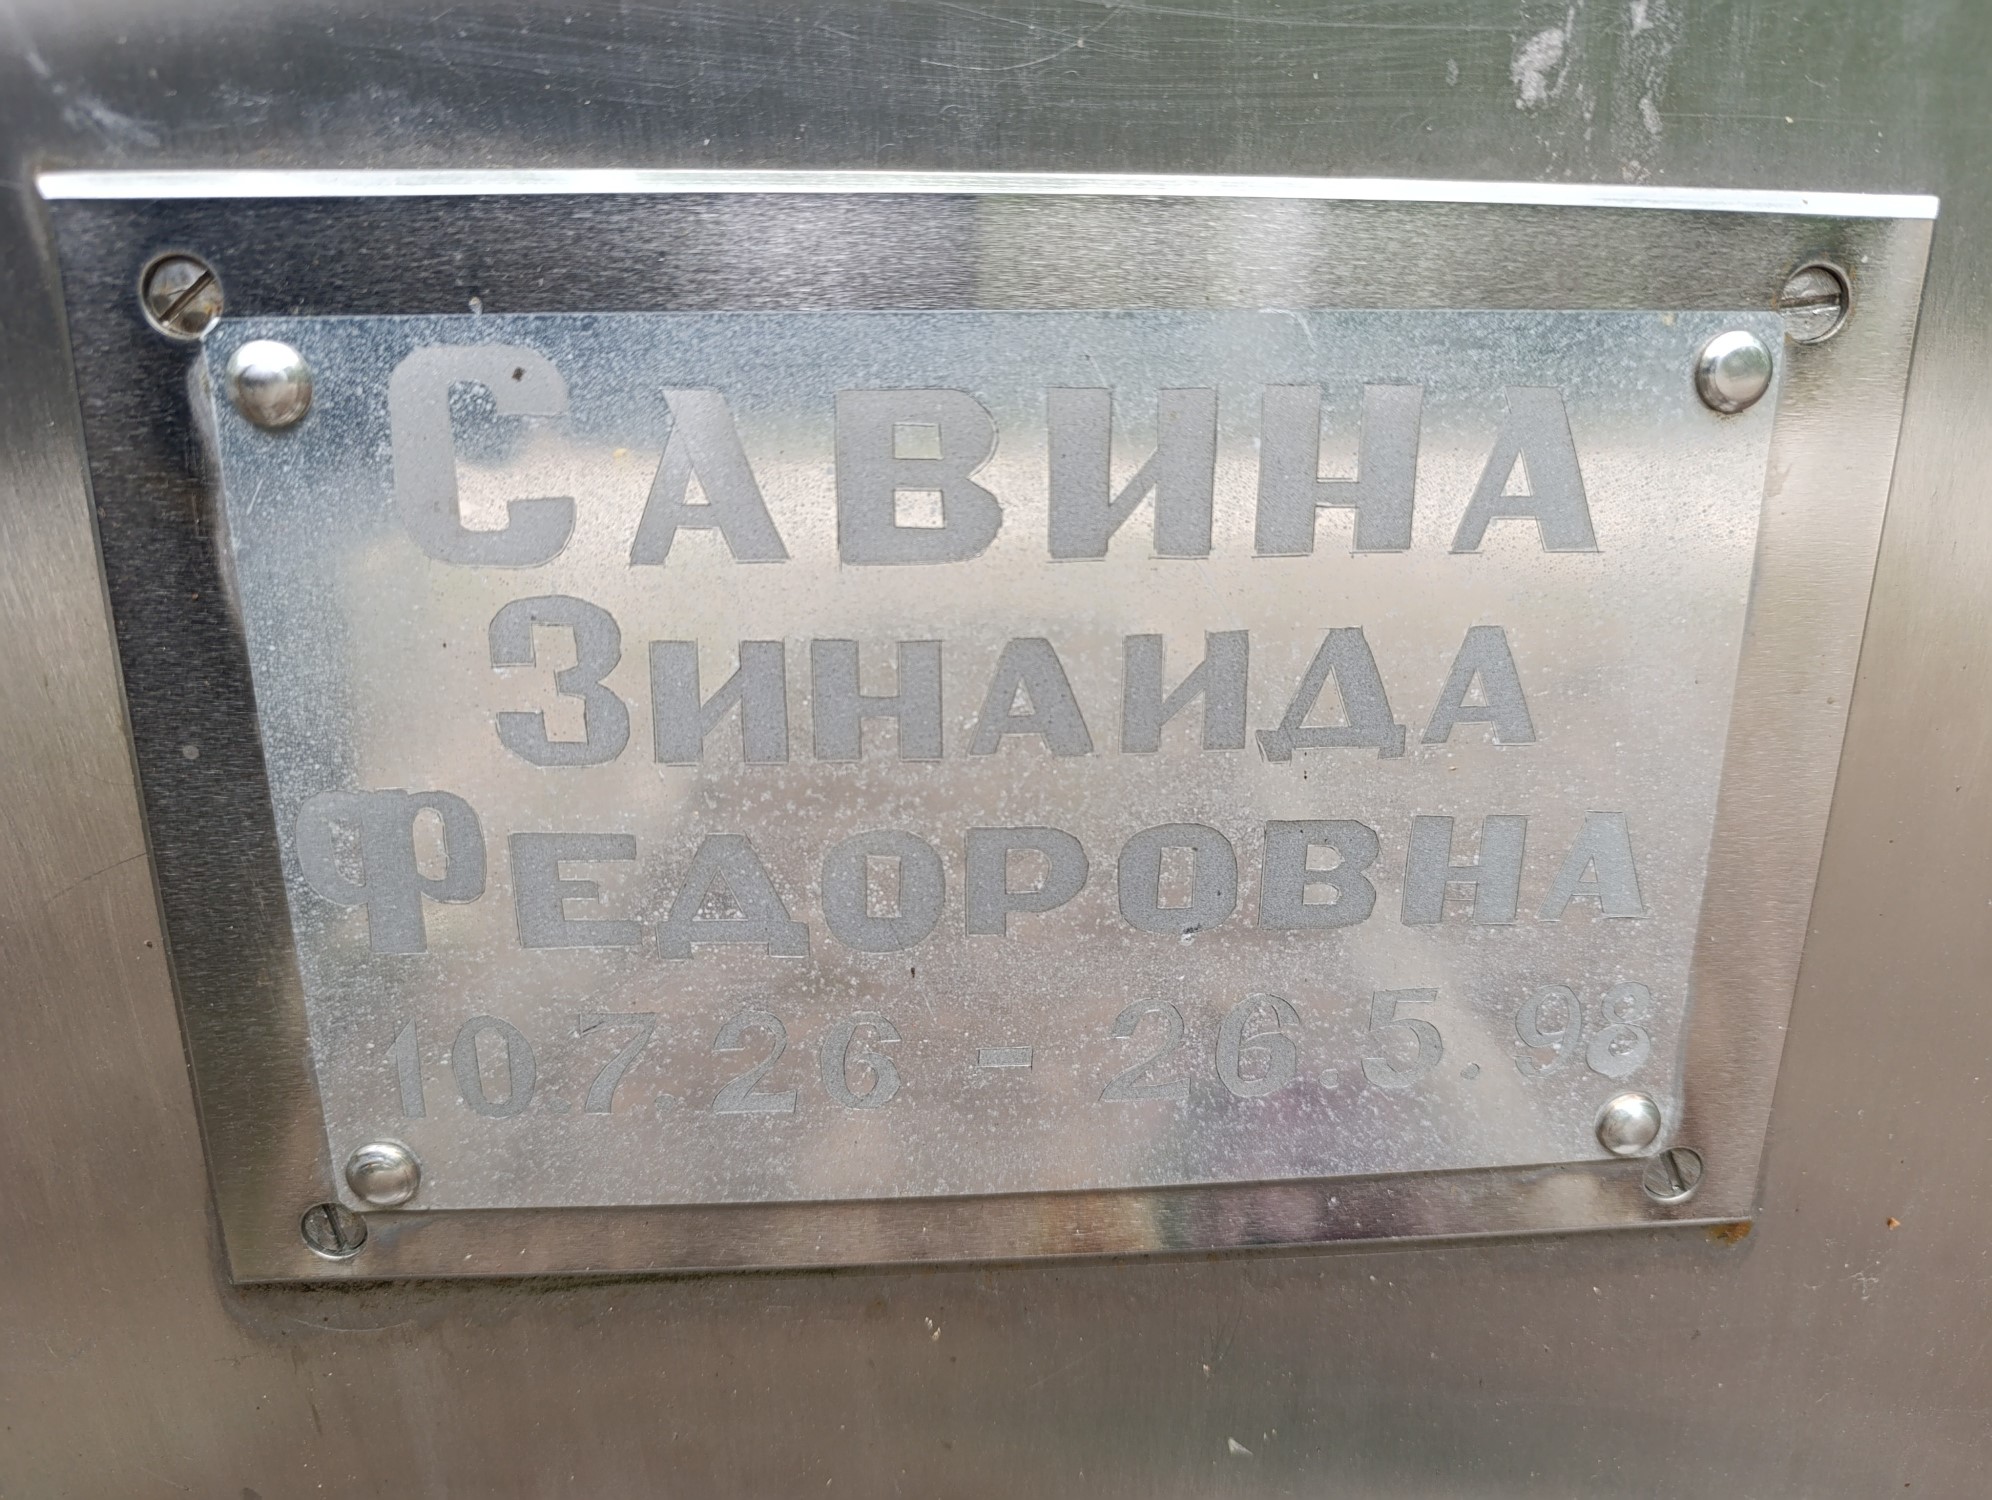 Савина
Зинаида
Федоровна
10.7.26 - 26.5.98